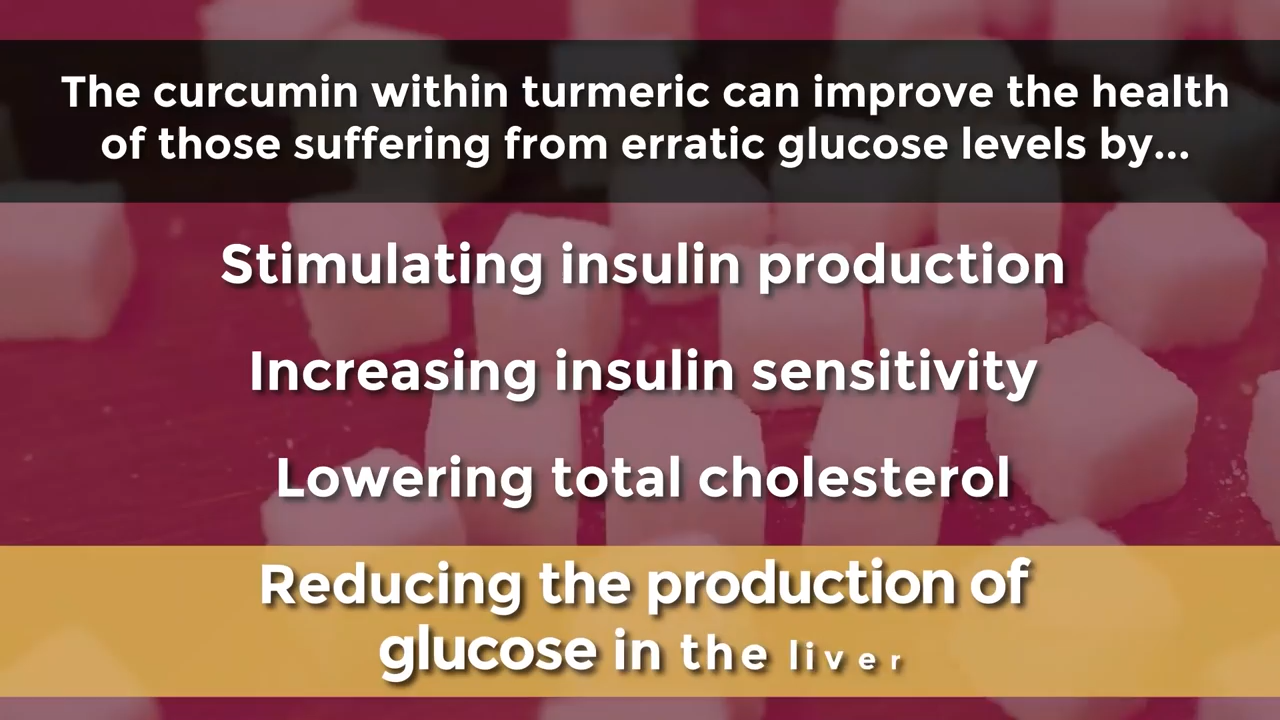 The curcumin within turmeric can improve the health
of those suffering from erratic glucose levels by...
Stimulating insulin production
Increasing insulin sensitivity
Lowering total cholesterol
Reducing the production of
glucose in the liver